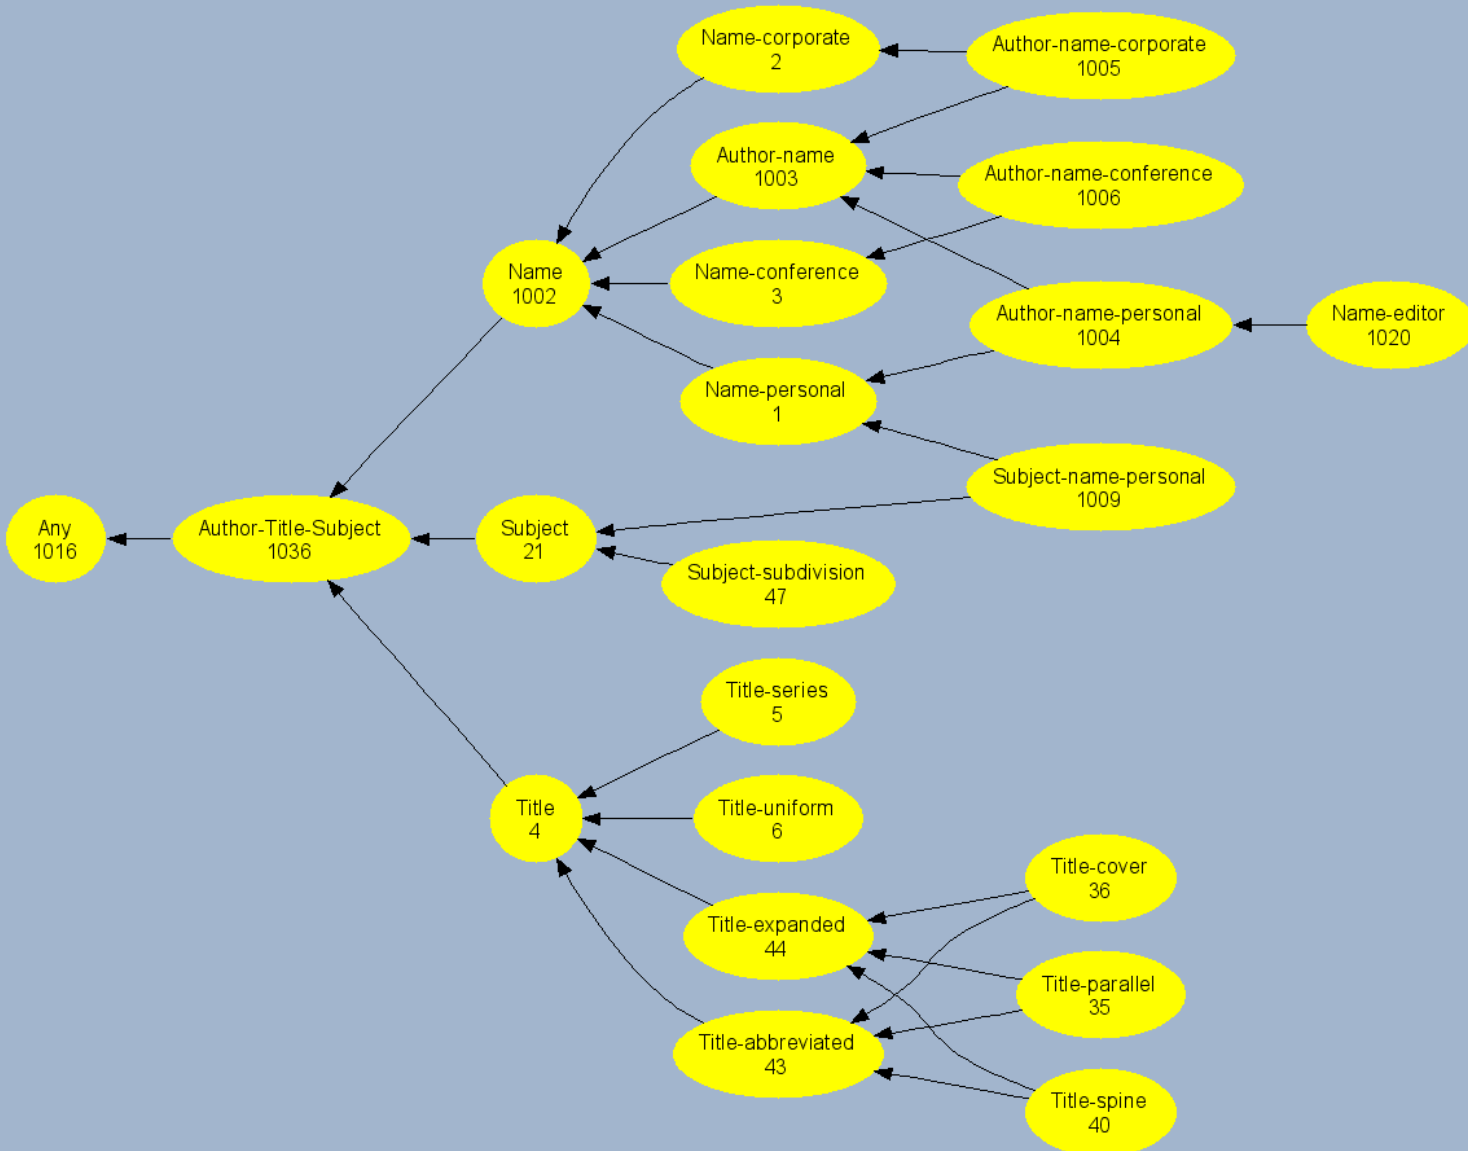 Name-corporate
2
Author-name-corporate
1005
Author-name
1003
Author-name-conference
1006
Name
1002
Name-conference
3
Author-name-personal
1004
Name-editor
1020
Name-personal
1
Subject-name-personal
1009
Any
1016
Author-Title-Subject
1036
Subject
21
Subject-subdivision
47
Title-series
5
Title
4
Title-uniform
6
Title-cover
36
Title-expanded
44
Title-parallel
35
Title-abbreviated
43
Title-spine
40